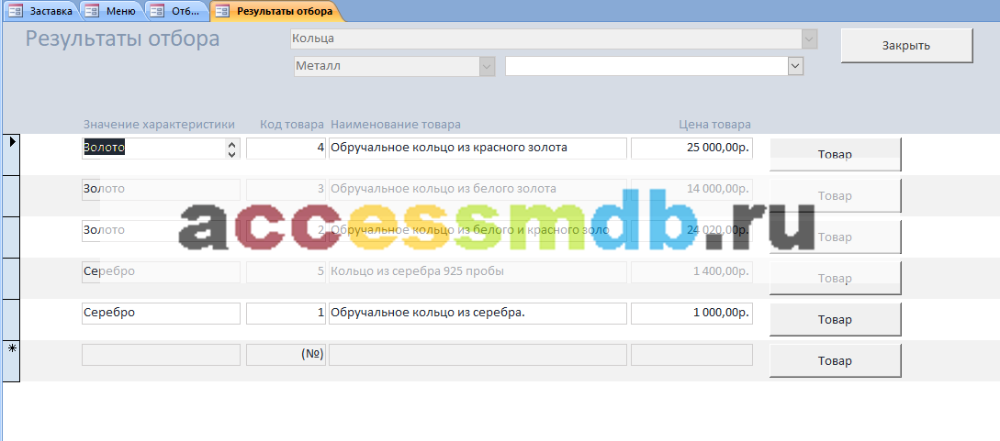 Заставка Меню Отб... Результаты отбора
Результаты отбора Кольца Закрыть
Металл
Значение характеристики Код товара Наименование товара Цена товара
Золото 4 Обручальное кольцо из красного золота 25 000,00р. Товар
Золото 3 Обручальное кольцо из белого золота 14 000,00р. Товар
accessmdb.ru
Золото 2 Обручальное кольцо из белого и красного золо 24 020,00р. Товар
Серебро 5 Кольцо из серебра 925 пробы 1 400,00р. Товар
Серебро 1 Обручальное кольцо из серебра. 1 000,00р. Товар
(№) Товар